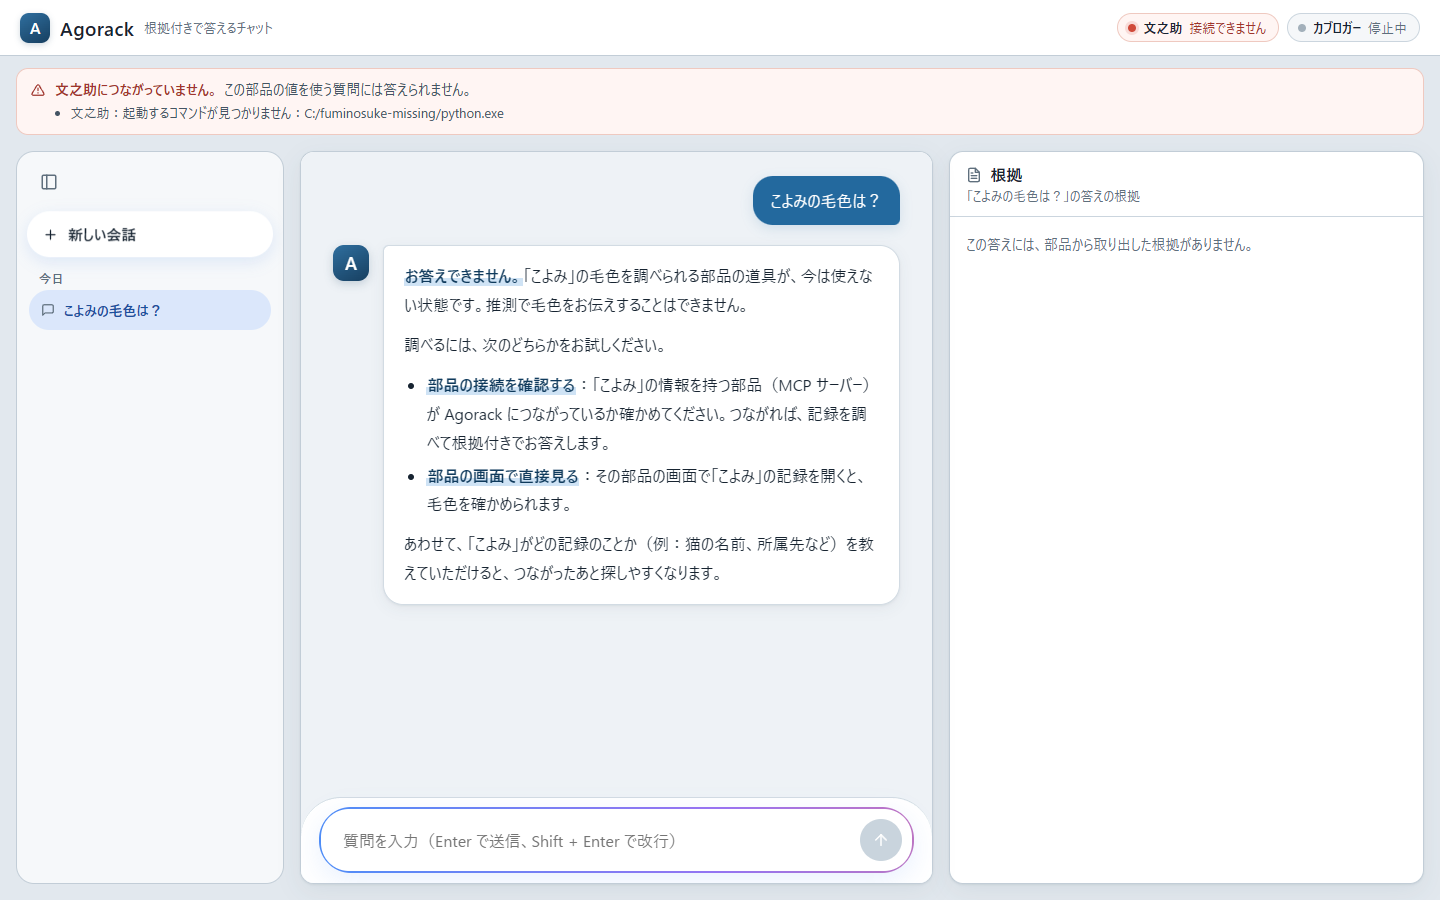 A Agorack 根拠付きで答えるチャット
文之助 接続できません
カブロガー 停止中
文之助につながっていません。この部品の値を使う質問には答えられません。
• 文之助：起動するコマンドが見つかりません：C:/fuminosuke-missing/python.exe
新しい会話
今日
こよみの毛色は？
こよみの毛色は？
A
お答えできません。「こよみ」の毛色を調べられる部品の道具が、今は使えな
い状態です。推測で毛色をお伝えすることはできません。
調べるには、次のどちらかをお試しください。
• 部品の接続を確認する：「こよみ」の情報を持つ部品（MCP サーバー）
が Agorack につながっているか確かめてください。つながれば、記録を調
べて根拠付きでお答えします。
• 部品の画面で直接見る：その部品の画面で「こよみ」の記録を開くと、
毛色を確かめられます。
あわせて、「こよみ」がどの記録のことか（例：猫の名前、所属先など）を教
えていただけると、つながったあと探しやすくなります。
質問を入力（Enter で送信、Shift + Enter で改行）
根拠
「こよみの毛色は？」の答えの根拠
この答えには、部品から取り出した根拠がありません。